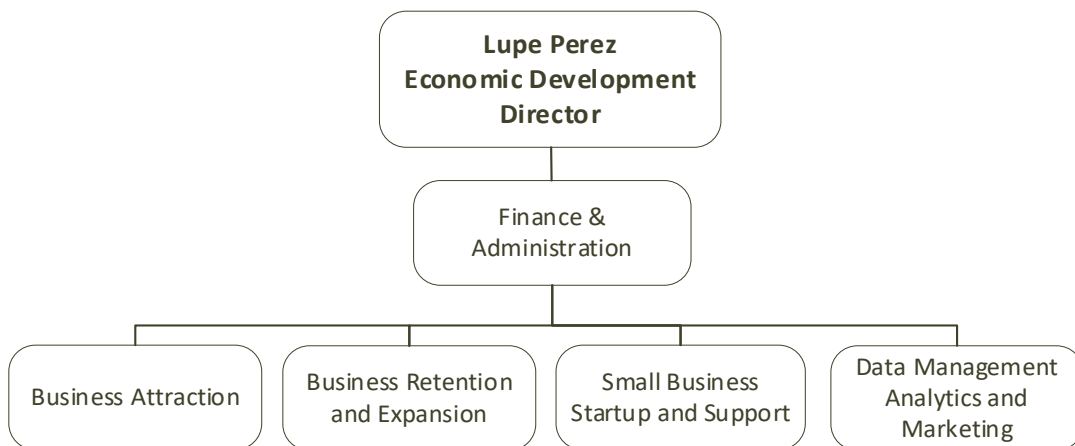 Lupe Perez
Economic Development
Director
Finance &
Administration
Business Attraction
Business Retention
and Expansion
Small Business
Startup and Support
Data Management
Analytics and
Marketing